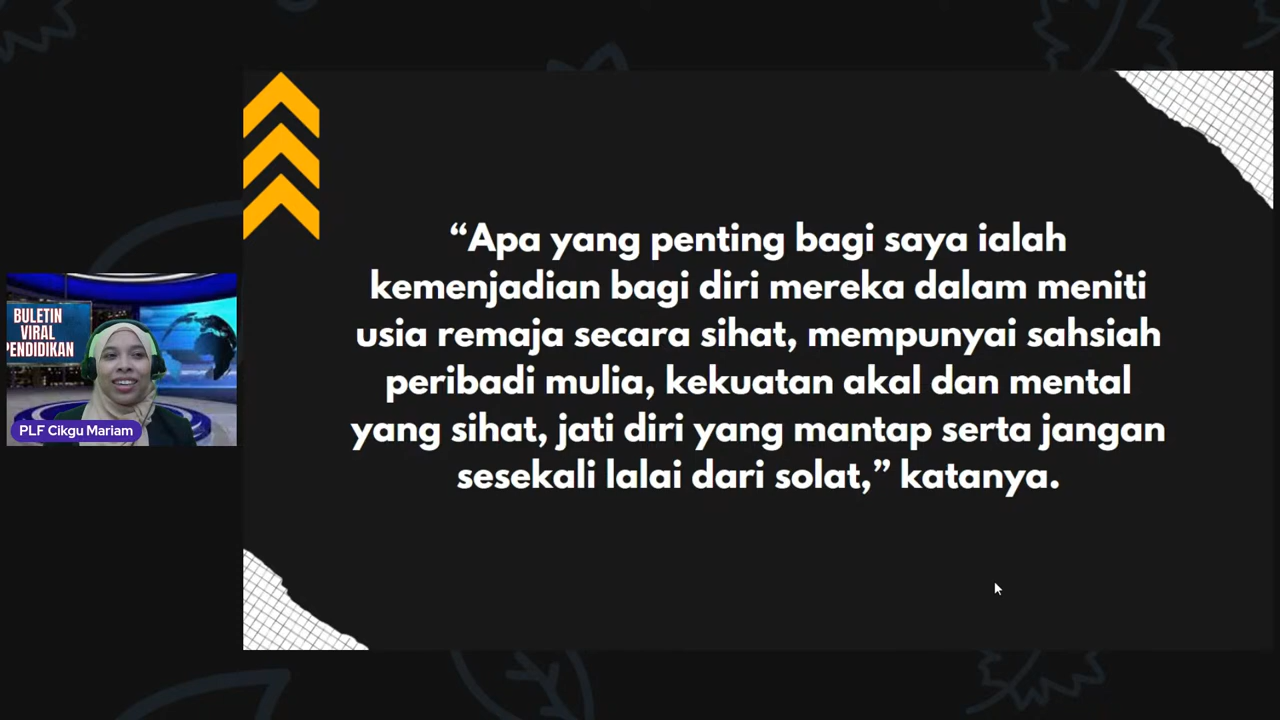 BULETIN
VIRAL
PENDIDIKAN
PLF Cikgu Mariam
“Apa yang penting bagi saya ialah
kemenjadian bagi diri mereka dalam meniti
usia remaja secara sihat, mempunyai sahsiah
peribadi mulia, kekuatan akal dan mental
yang sihat, jati diri yang mantap serta jangan
sesekali lalai dari solat,” katanya.